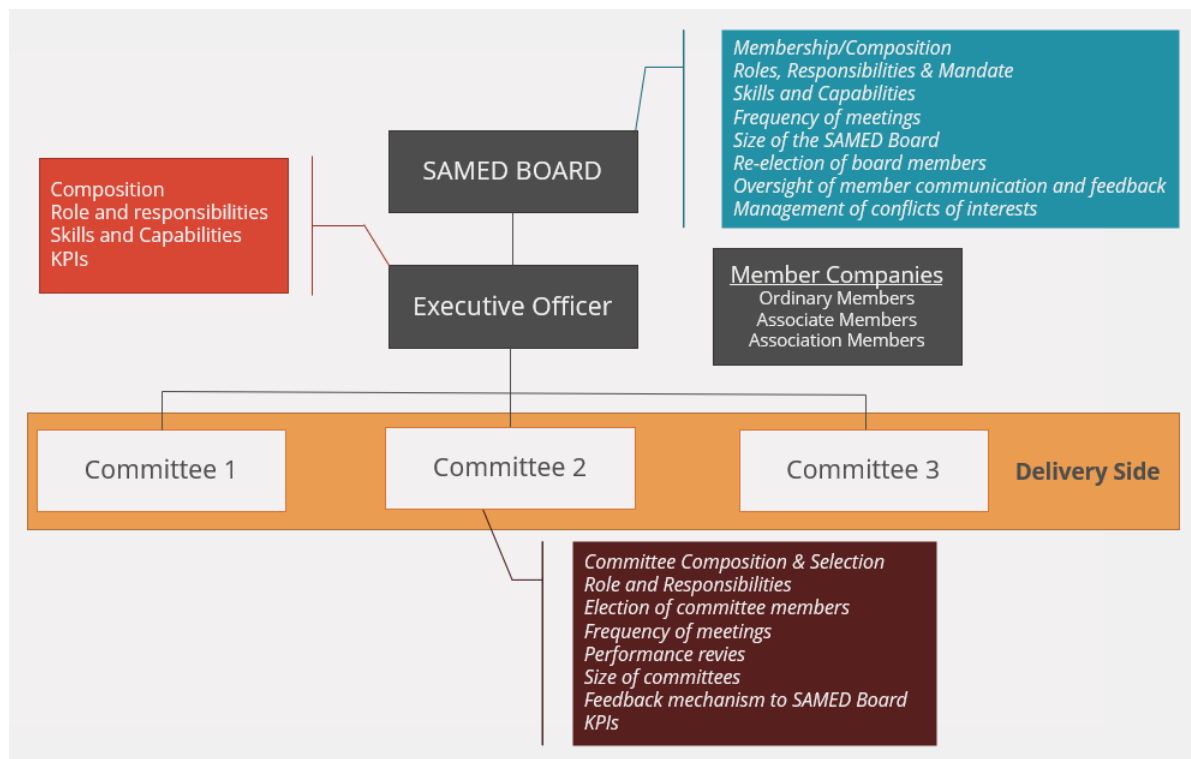 Membership/Composition
Roles, Responsibilities & Mandate
Skills and Capabilities
Frequency of meetings
Size of the SAMED Board
Re-election of board members
Oversight of member communication and feedback
Management of conflicts of interests
SAMED BOARD
Composition
Role and responsibilities
Skills and Capabilities
KPIs
Executive Officer
Member Companies
Ordinary Members
Associate Members
Association Members
Committee 1
Committee 2
Committee 3
Delivery Side
Committee Composition & Selection
Role and Responsibilities
Election of committee members
Frequency of meetings
Performance revies
Size of committees
Feedback mechanism to SAMED Board
KPIs